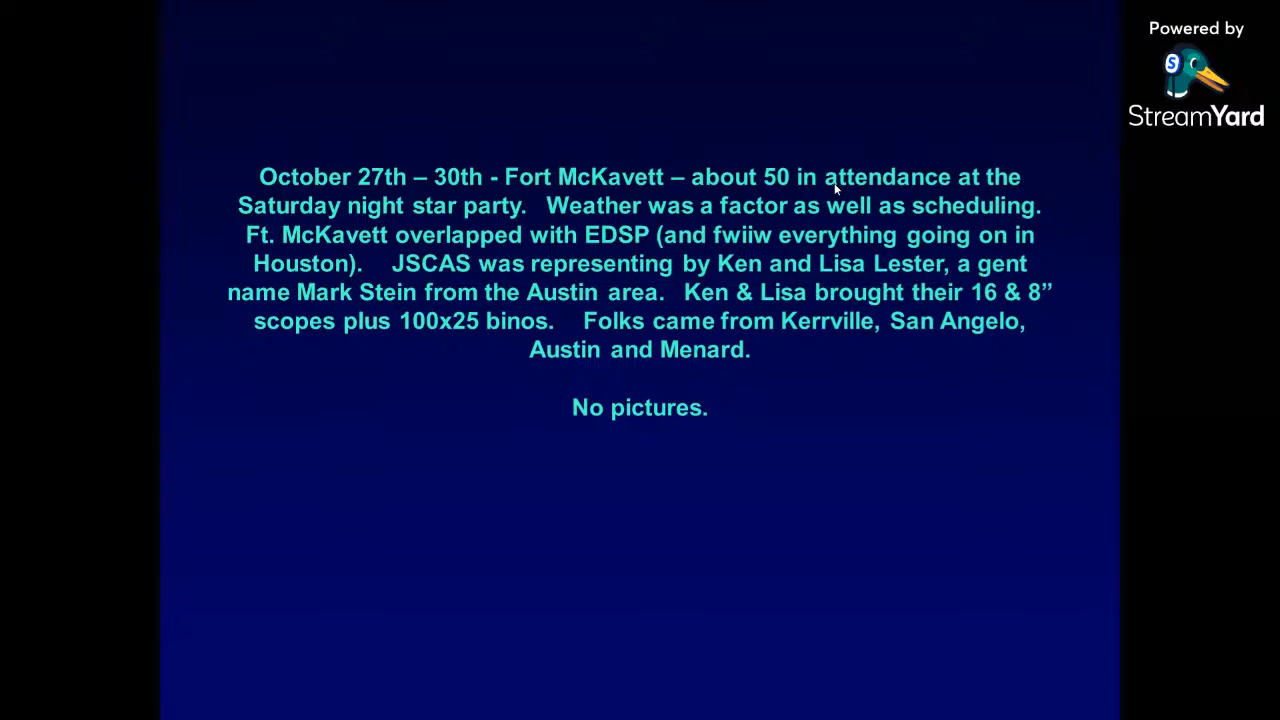 Powered by
S
StreamYard
October 27th – 30th - Fort McKavett – about 50 in attendance at the
Saturday night star party. Weather was a factor as well as scheduling.
Ft. McKavett overlapped with EDSP (and fwiiw everything going on in
Houston). JSCAS was representing by Ken and Lisa Lester, a gent
name Mark Stein from the Austin area. Ken & Lisa brought their 16 & 8”
scopes plus 100x25 binos. Folks came from Kerrville, San Angelo,
Austin and Menard.
No pictures.